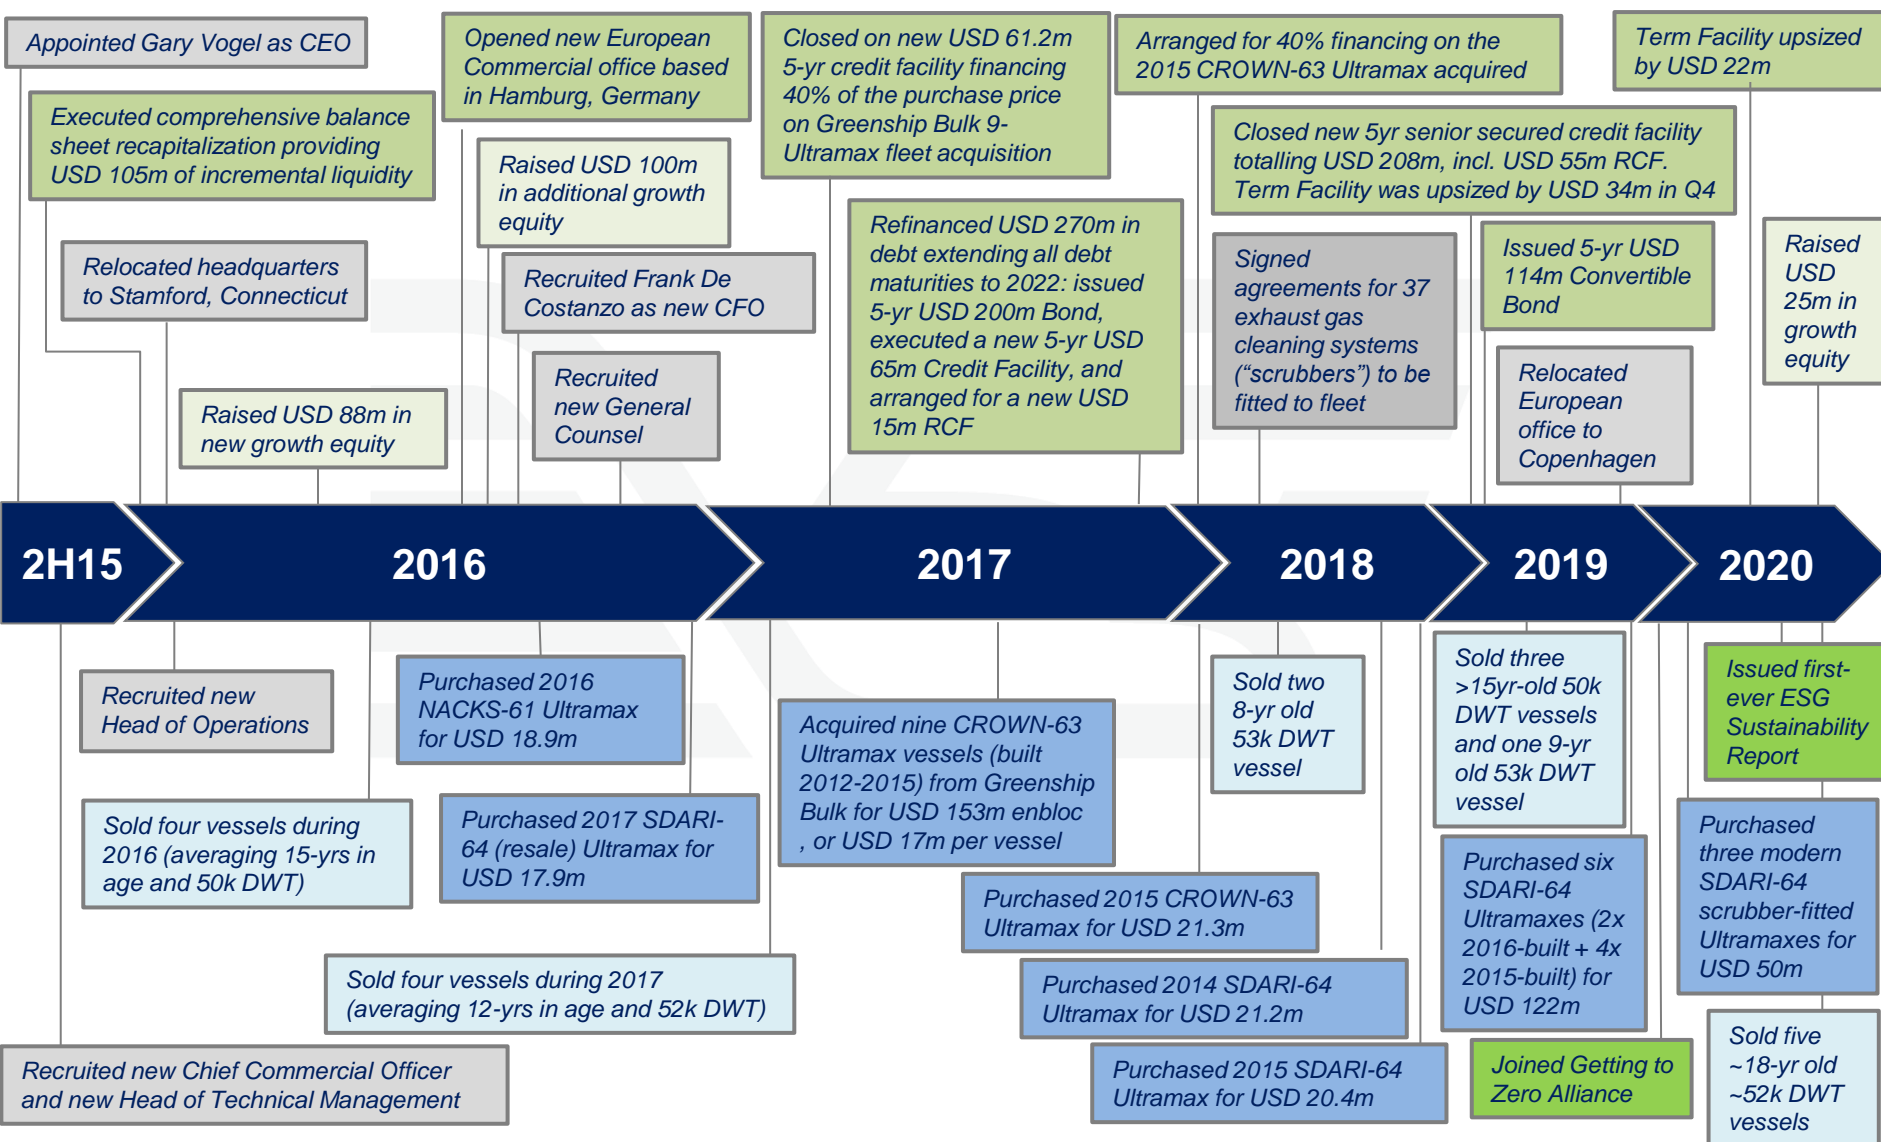 Appointed Gary Vogel as CEO
Executed comprehensive balance
sheet recapitalization providing
USD 105m of incremental liquidity
Relocated headquarters
to Stamford, Connecticut
Raised USD 88m in
new growth equity
Opened new European
Commercial office based
in Hamburg, Germany
Raised USD 100m
in additional growth
equity
Recruited Frank De
Costanzo as new CFO
Recruited
new General
Counsel
Closed on new USD 61.2m
5-yr credit facility financing
40% of the purchase price
on Greenship Bulk 9-
Ultramax fleet acquisition
Refinanced USD 270m in
debt extending all debt
maturities to 2022: issued
5-yr USD 200m Bond,
executed a new 5-yr USD
65m Credit Facility, and
arranged for a new USD
15m RCF
Arranged for 40% financing on the
2015 CROWN-63 Ultramax acquired
Closed new 5yr senior secured credit facility
totalling USD 208m, incl. USD 55m RCF.
Term Facility was upsized by USD 34m in Q4
Signed
agreements for 37
exhaust gas
cleaning systems
(“scrubbers”) to be
fitted to fleet
Issued 5-yr USD
114m Convertible
Bond
Relocated
European
office to
Copenhagen
Term Facility upsized
by USD 22m
Raised
USD
25m in
growth
equity
2H15
2016
2017
2018
2019
2020
Recruited new
Head of Operations
Sold four vessels during
2016 (averaging 15-yrs in
age and 50k DWT)
Recruited new Chief Commercial Officer
and new Head of Technical Management
Purchased 2016
NACKS-61 Ultramax
for USD 18.9m
Purchased 2017 SDARI-
64 (resale) Ultramax for
USD 17.9m
Sold four vessels during 2017
(averaging 12-yrs in age and 52k DWT)
Acquired nine CROWN-63
Ultramax vessels (built
2012-2015) from Greenship
Bulk for USD 153m enbloc
, or USD 17m per vessel
Purchased 2015 CROWN-63
Ultramax for USD 21.3m
Purchased 2014 SDARI-64
Ultramax for USD 21.2m
Purchased 2015 SDARI-64
Ultramax for USD 20.4m
Sold two
8-yr old
53k DWT
vessel
Sold three
>15yr-old 50k
DWT vessels
and one 9-yr
old 53k DWT
vessel
Purchased six
SDARI-64
Ultramaxes (2x
2016-built + 4x
2015-built) for
USD 122m
Joined Getting to
Zero Alliance
Issued first-
ever ESG
Sustainability
Report
Purchased
three modern
SDARI-64
scrubber-fitted
Ultramaxes for
USD 50m
Sold five
~18-yr old
~52k DWT
vessels